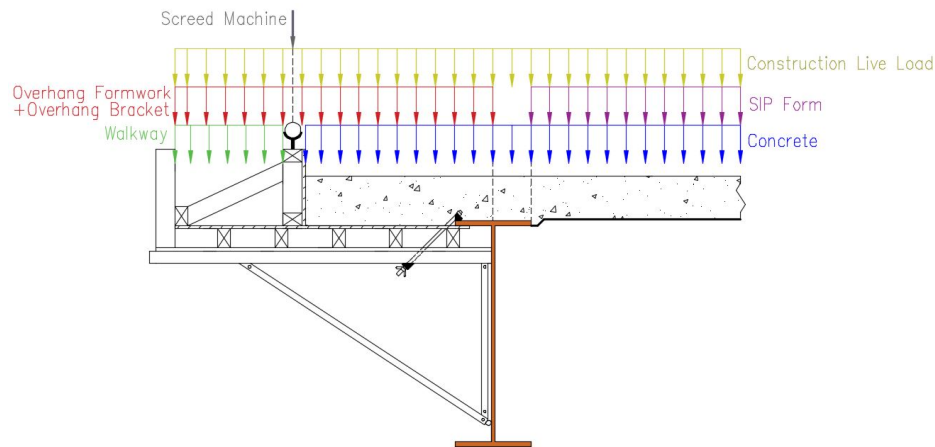 Screed Machine
Construction Live Load
Overhang Formwork
+Overhang Bracket
SIP Form
Walkway
Concrete